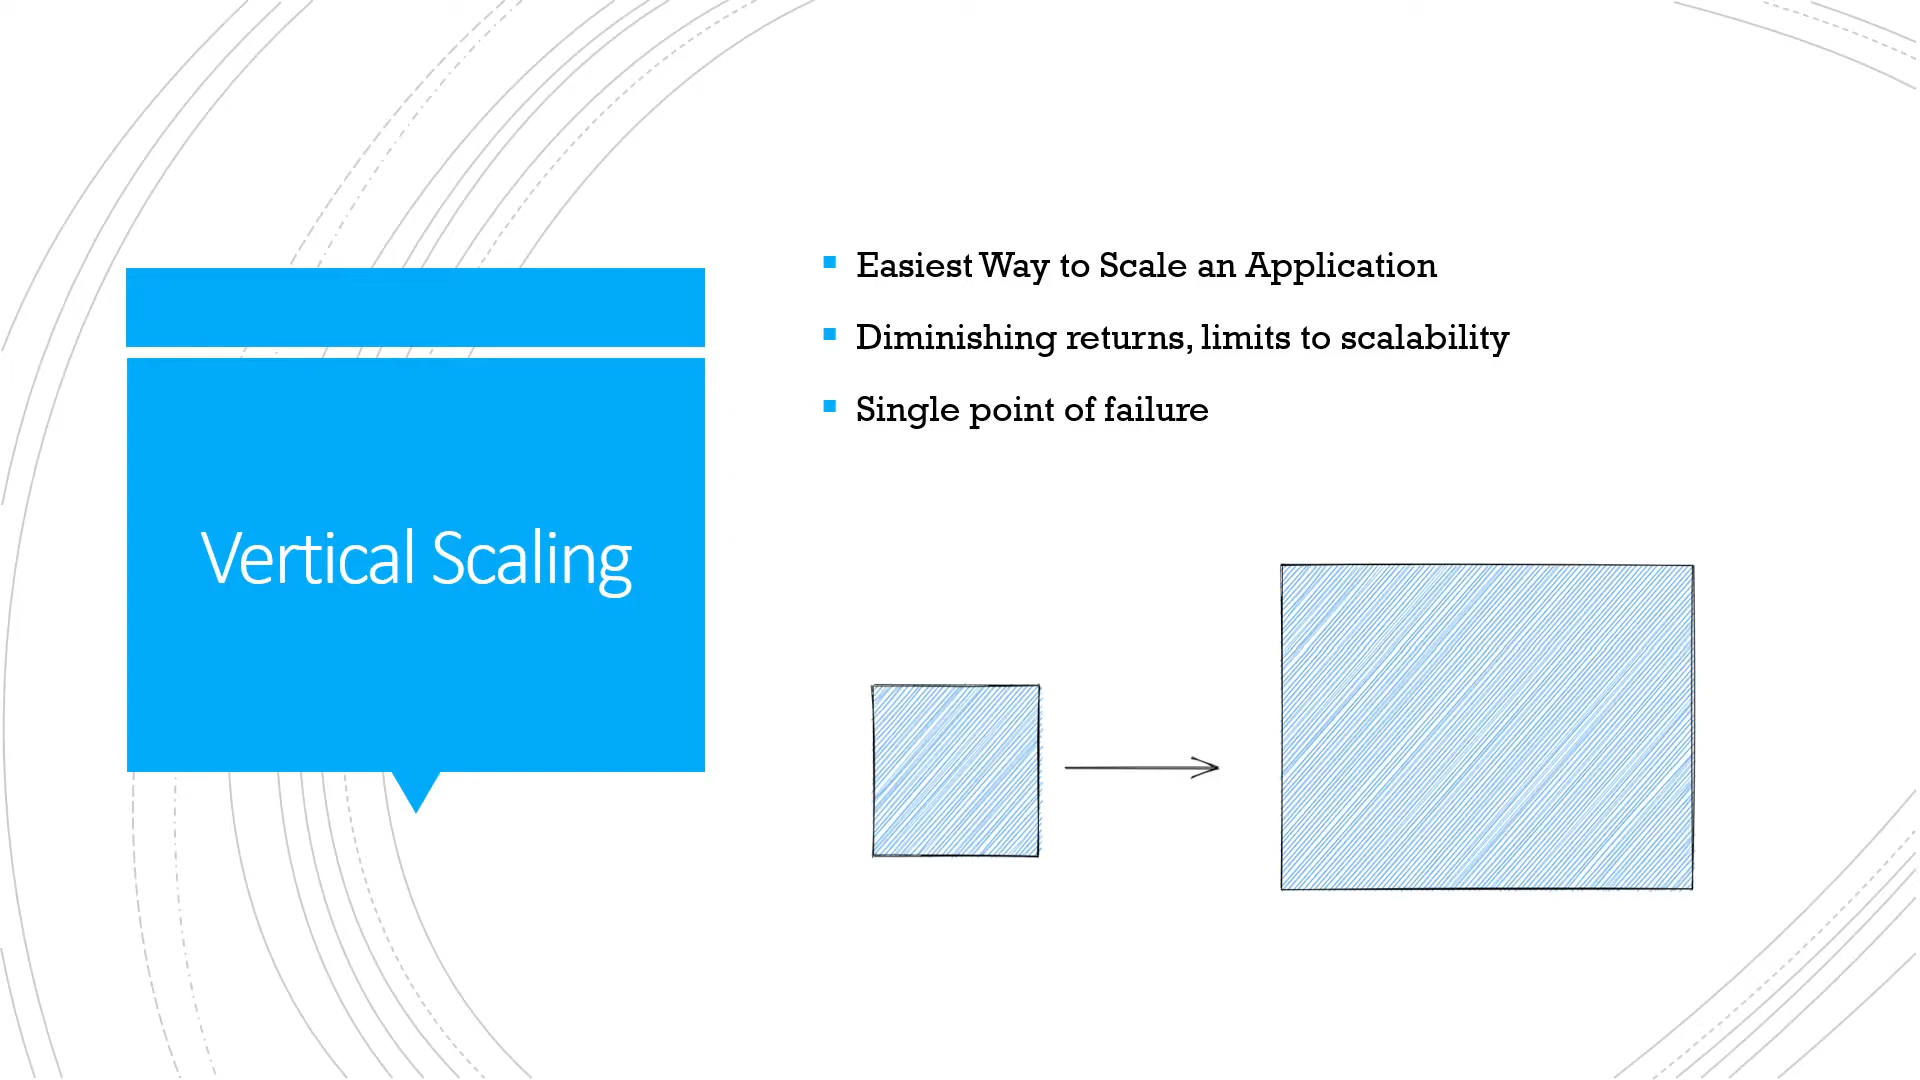 Vertical Scaling
Easiest Way to Scale an Application
Diminishing returns, limits to scalability
Single point of failure